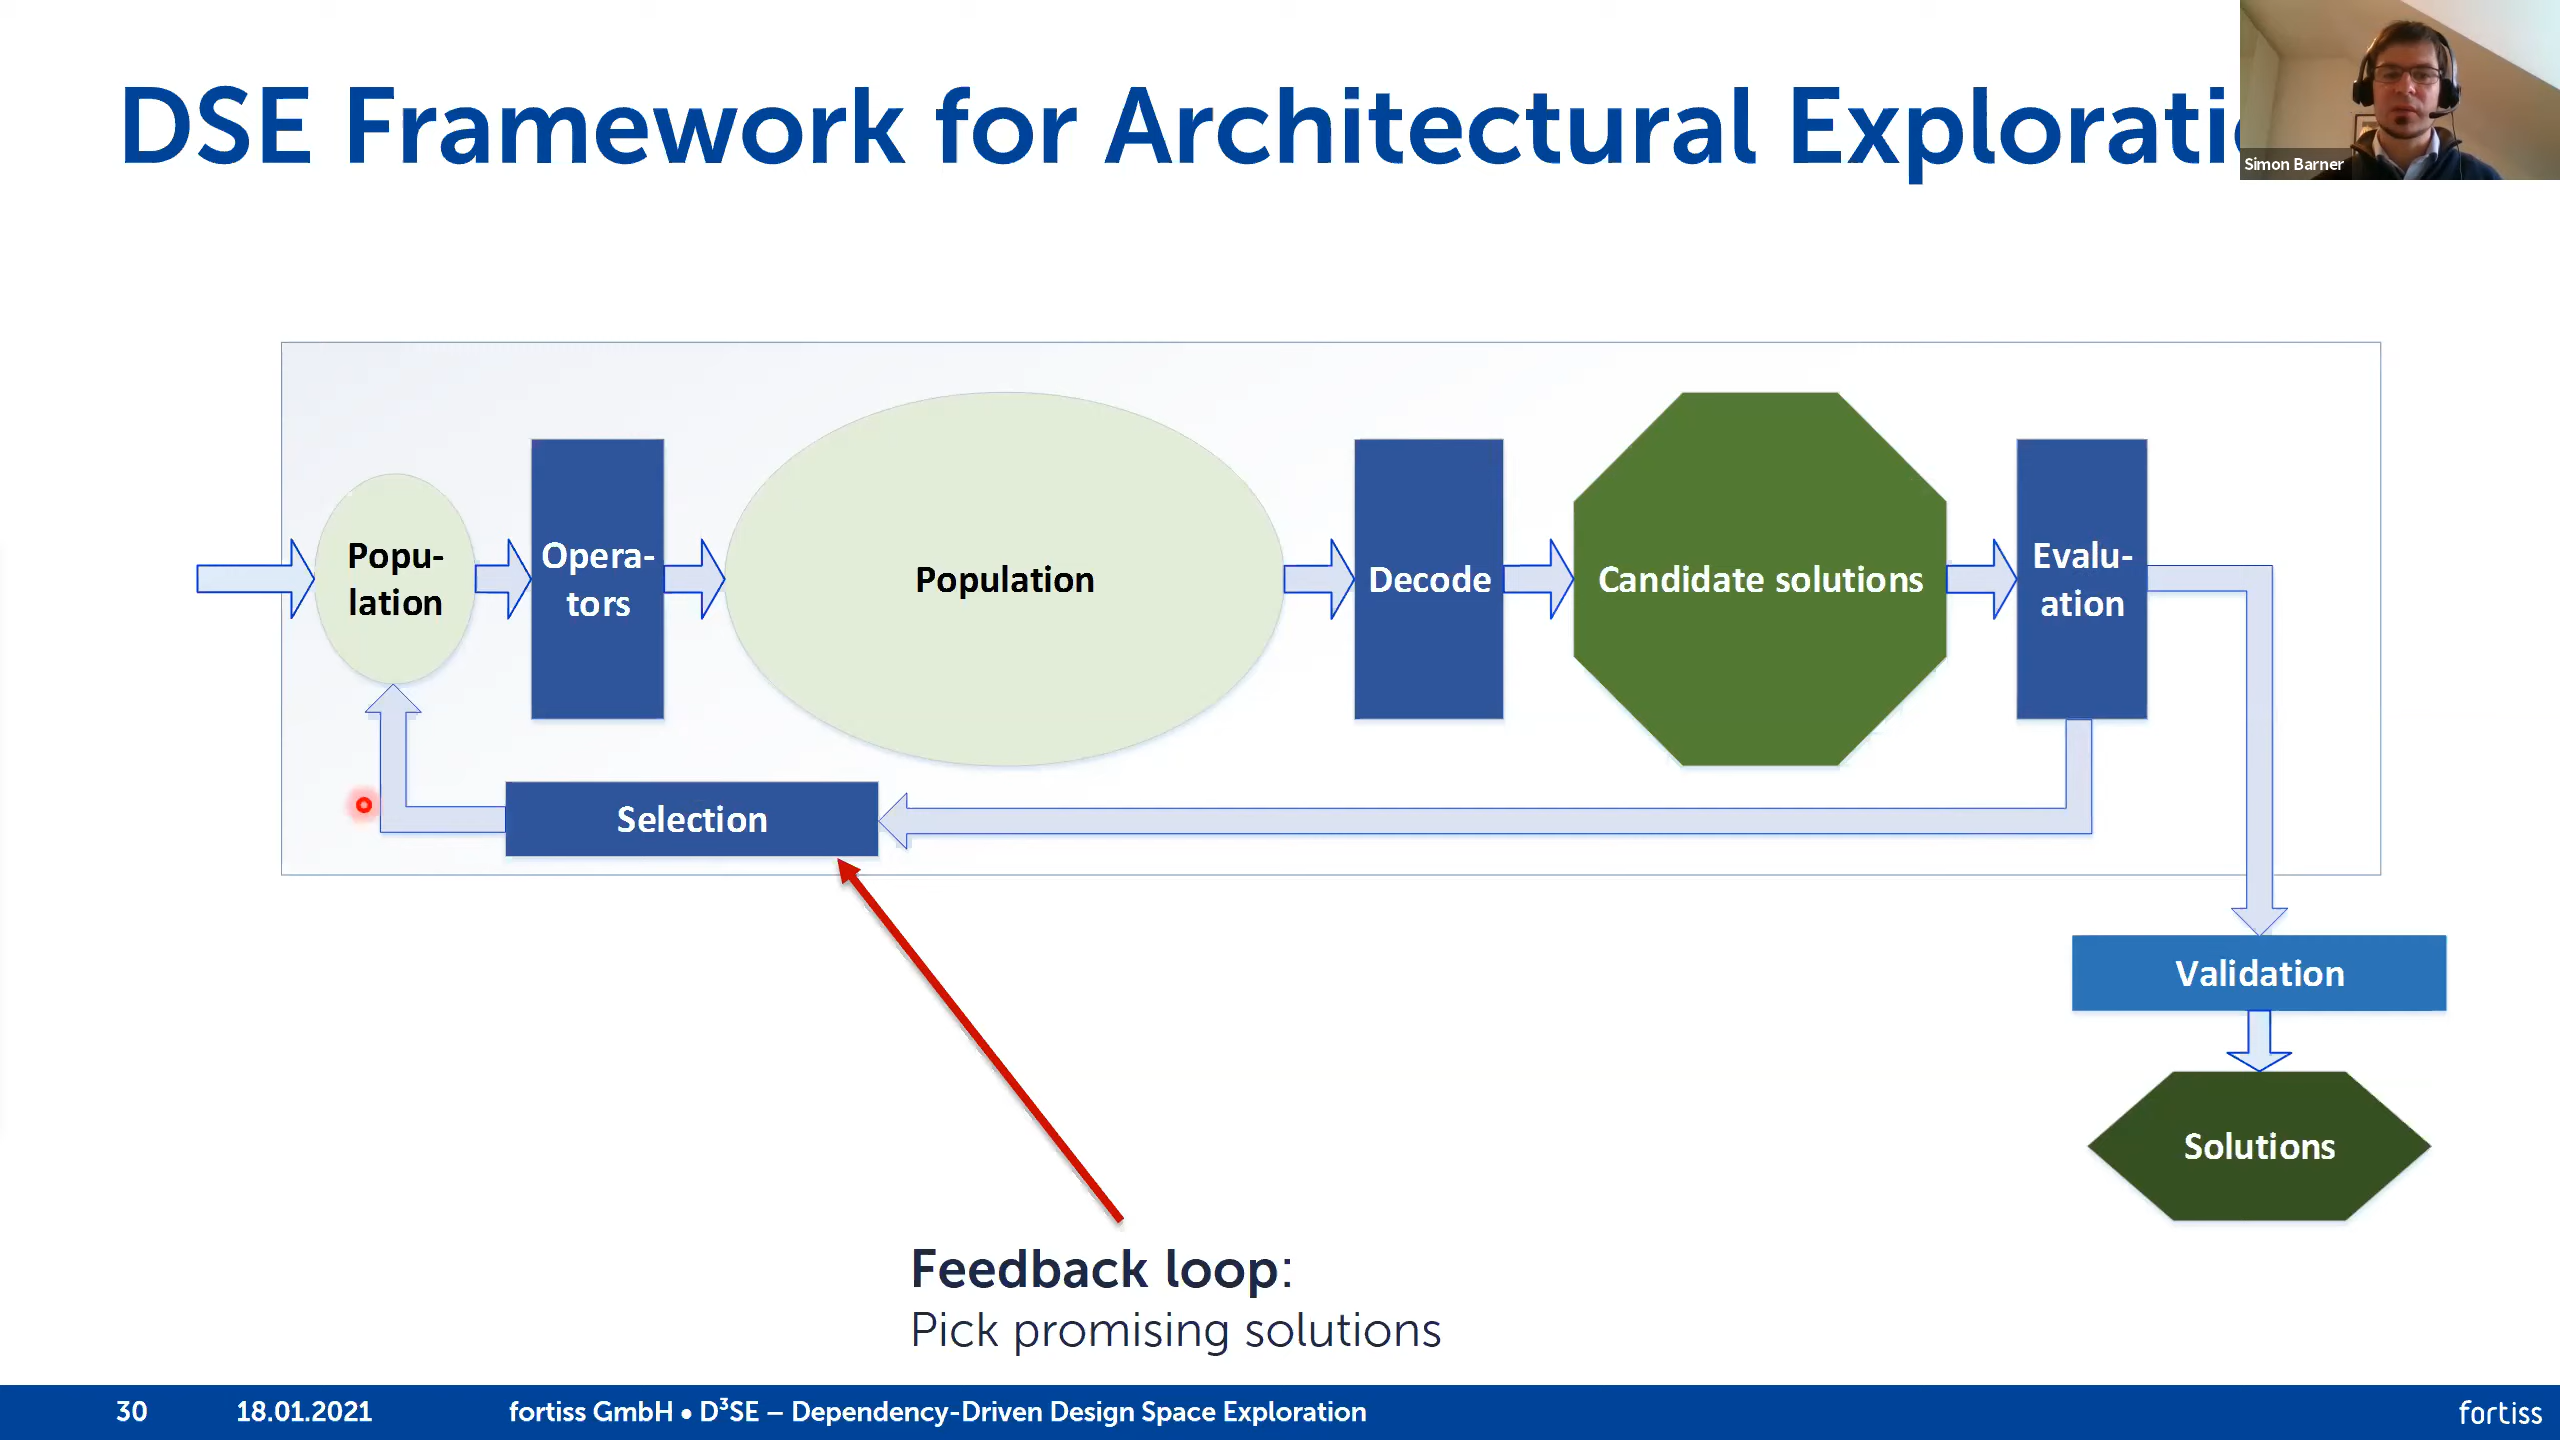 DSE Framework for Architectural Exploratio
Simon Barner
Popu-
lation
Opera-
tors
Population
Decode
Candidate solutions
Evalu-
ation
Selection
Validation
Solutions
Feedback loop:
Pick promising solutions
30 18.01.2021 fortiss GmbH • D³SE – Dependency-Driven Design Space Exploration fortiss